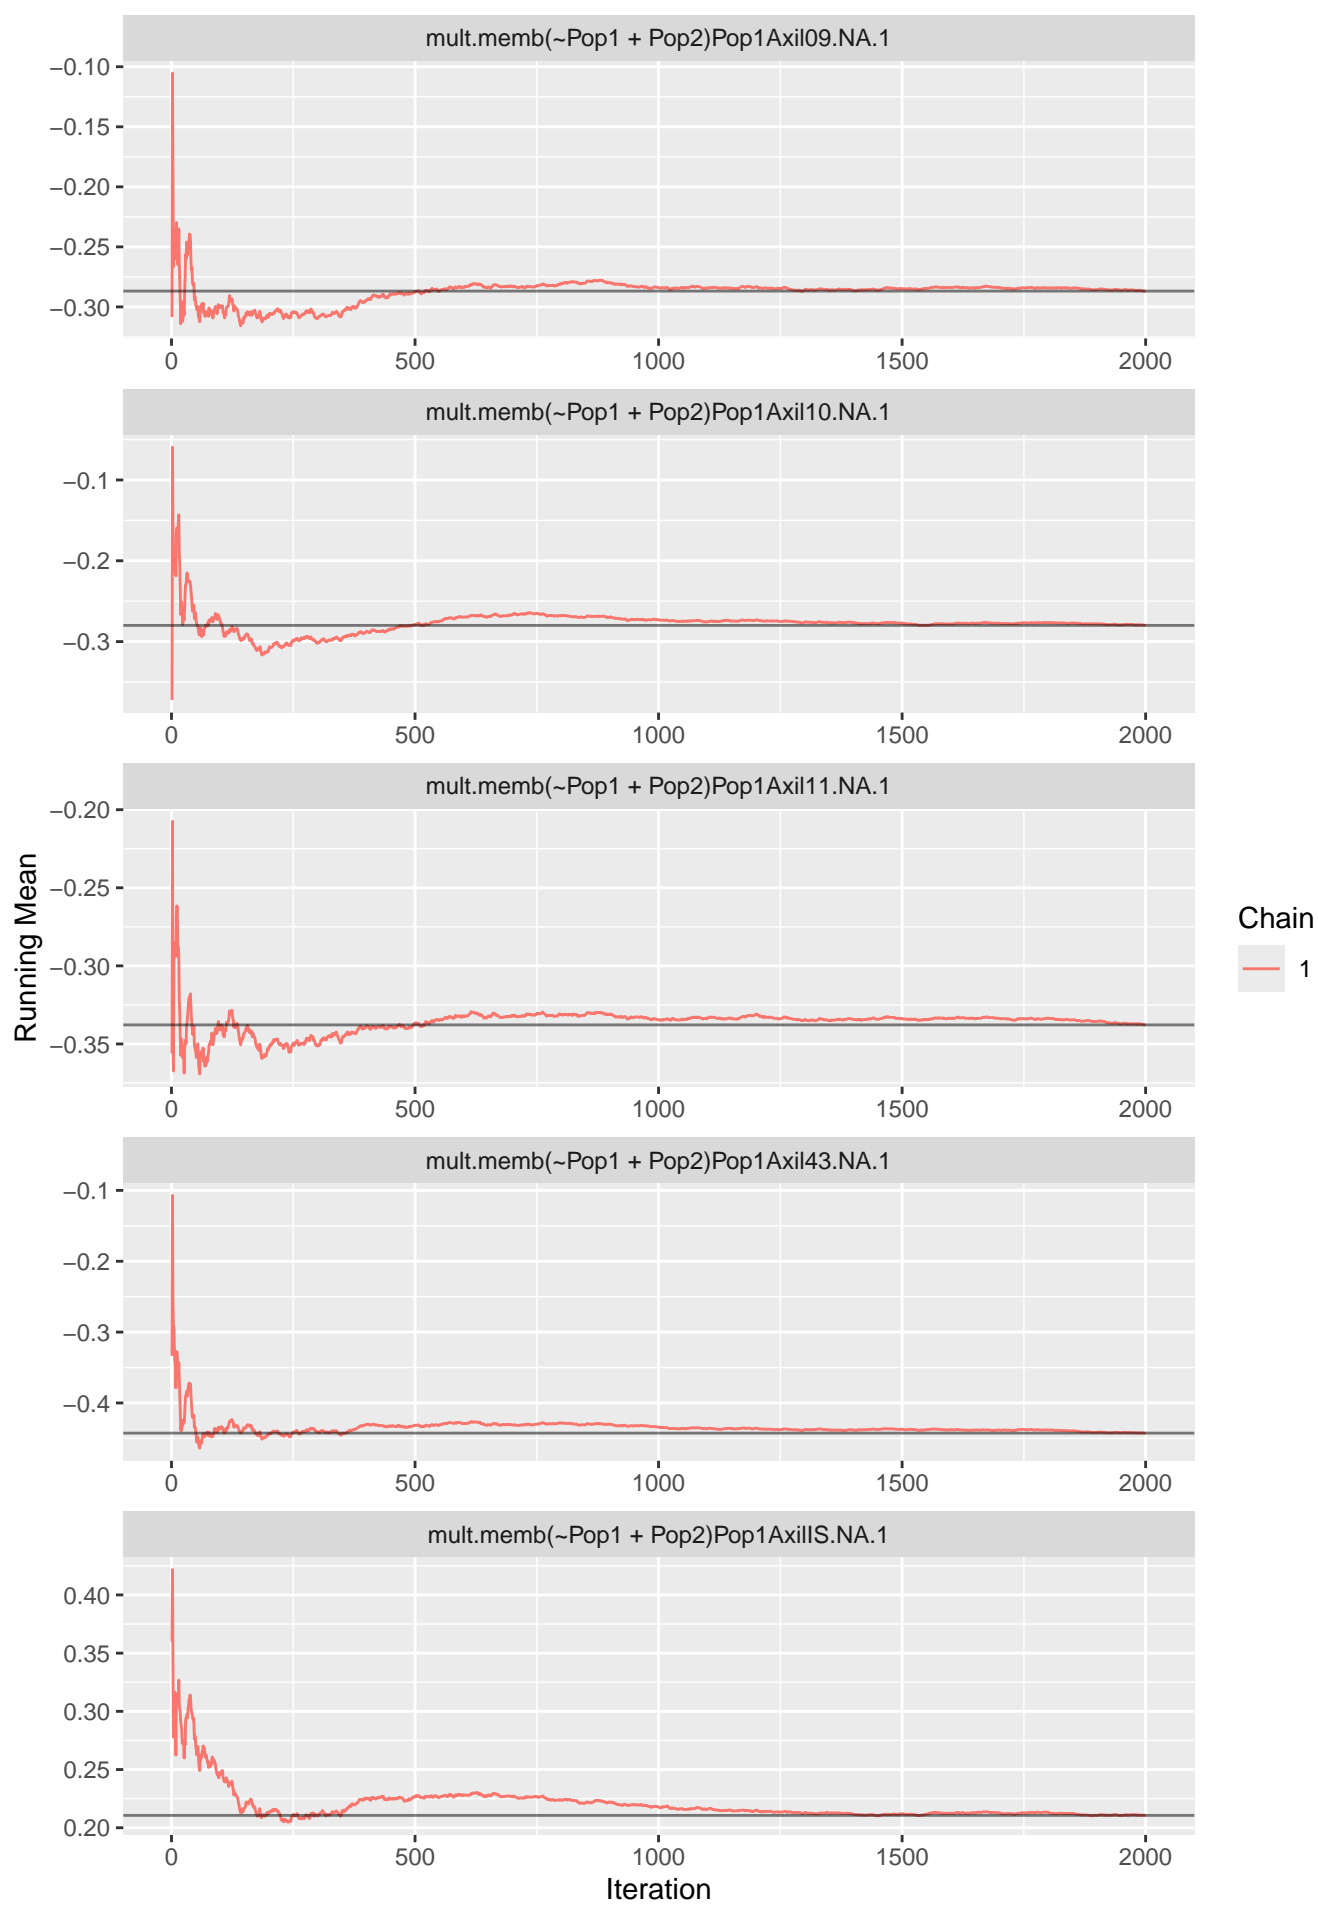 mult.memb(~Pop1 + Pop2)Pop1Axil09.NA.1
−0.10
−0.15
−0.20
−0.25
−0.30
0 500 1000 1500 2000
mult.memb(~Pop1 + Pop2)Pop1Axil10.NA.1
−0.1
−0.2
−0.3
0 500 1000 1500 2000
mult.memb(~Pop1 + Pop2)Pop1Axil11.NA.1
−0.20
−0.25
−0.30
−0.35
0 500 1000 1500 2000
Running Mean
Chain
1
mult.memb(~Pop1 + Pop2)Pop1Axil43.NA.1
−0.1
−0.2
−0.3
−0.4
0 500 1000 1500 2000
mult.memb(~Pop1 + Pop2)Pop1AxilIS.NA.1
0.40
0.35
0.30
0.25
0.20
0 500 1000 1500 2000
Iteration